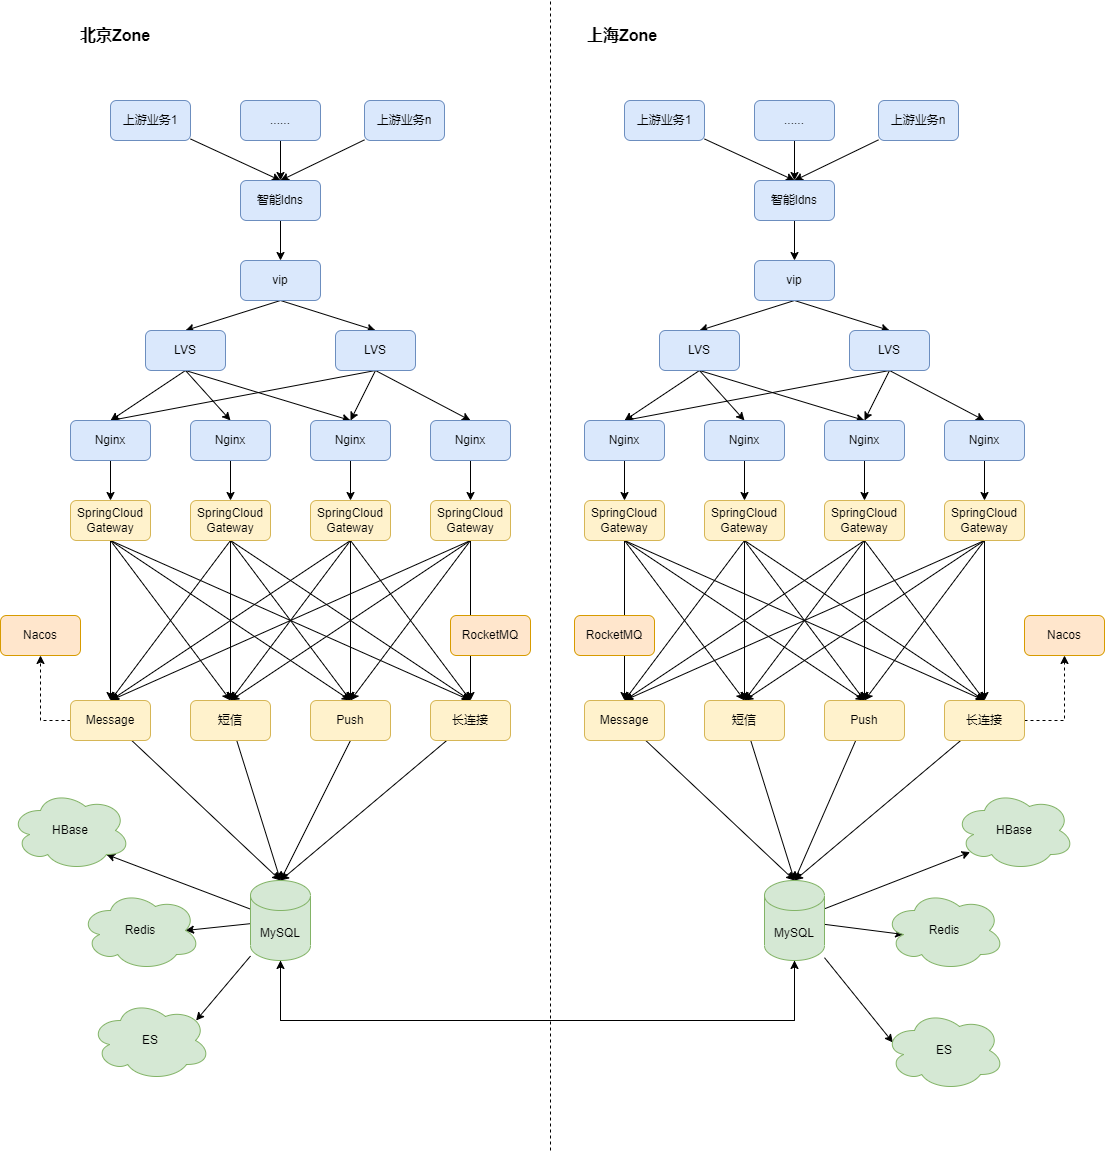 北京Zone
上海Zone
上游业务1
......
上游业务n
上游业务1
......
上游业务n
智能ldns
智能ldns
vip
vip
LVS
LVS
LVS
LVS
Nginx
Nginx
Nginx
Nginx
Nginx
Nginx
Nginx
Nginx
SpringCloud
Gateway
SpringCloud
Gateway
SpringCloud
Gateway
SpringCloud
Gateway
SpringCloud
Gateway
SpringCloud
Gateway
SpringCloud
Gateway
SpringCloud
Gateway
Nacos
RocketMQ
RocketMQ
Nacos
Message
短信
Push
长连接
Message
短信
Push
长连接
HBase
HBase
Redis
MySQL
MySQL
Redis
ES
ES